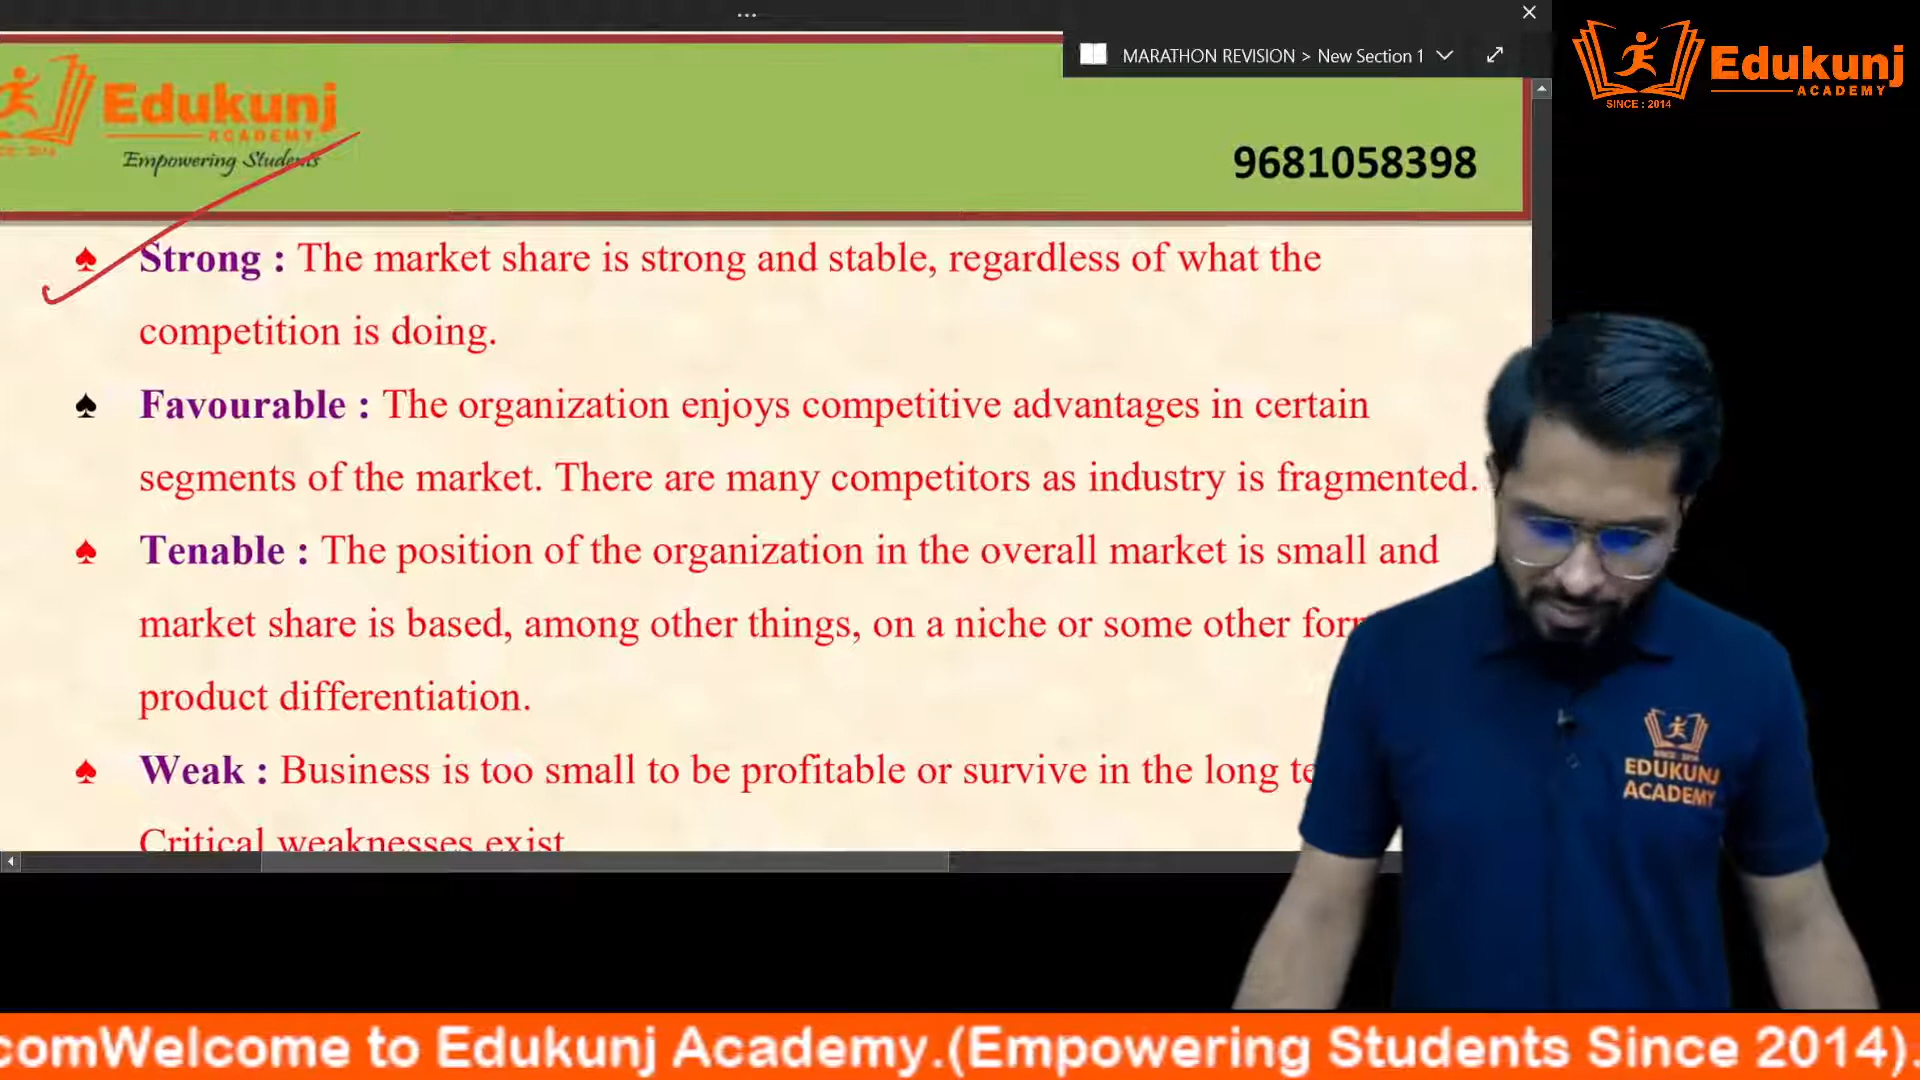 ...
MARATHON REVISION > New Section 1
Edukunj
ACADEMY
SINCE : 2014
Edukunj
ACADEMY
Empowering Students
9681058398
♠ Strong : The market share is strong and stable, regardless of what the
competition is doing.
♠ Favourable : The organization enjoys competitive advantages in certain
segments of the market. There are many competitors as industry is fragmented.
♠ Tenable : The position of the organization in the overall market is small and
market share is based, among other things, on a niche or some other
product differentiation.
♠ Weak : Business is too small to be profitable or survive in the long
Critical weaknesses exist
EDUKUNJ
ACADEMY
comWelcome to Edukunj Academy.(Empowering Students Since 2014).